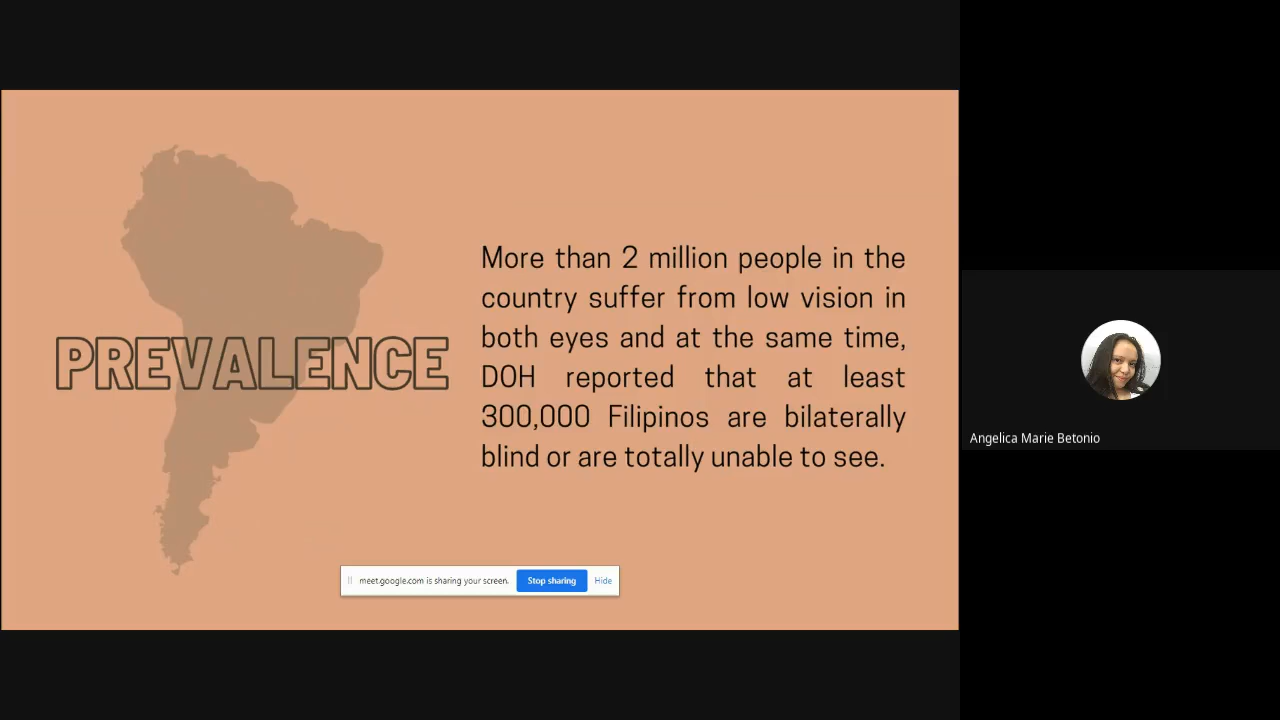 PREVALENCE
More than 2 million people in the
country suffer from low vision in
both eyes and at the same time,
DOH reported that at least
300,000 Filipinos are bilaterally
blind or are totally unable to see.
meet.google.com is sharing your screen. Stop sharing Hide
Angelica Marie Betonio